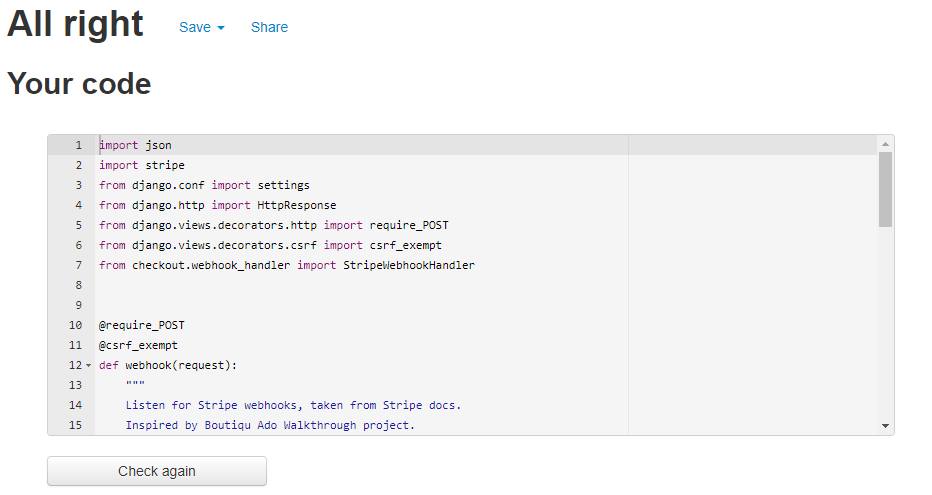 All right Save Share
Your code
1 import json
2 import stripe
3 from django.conf import settings
4 from django.http import HttpResponse
5 from django.views.decorators.http import require_POST
6 from django.views.decorators.csrf import csrf_exempt
7 from checkout.webhook_handler import StripeWebhookHandler
8
9
10 @require_POST
11 @csrf_exempt
12 def webhook(request):
13 """
14 Listen for Stripe webhooks, taken from Stripe docs.
15 Inspired by Boutiqu Ado Walkthrough project.
Check again